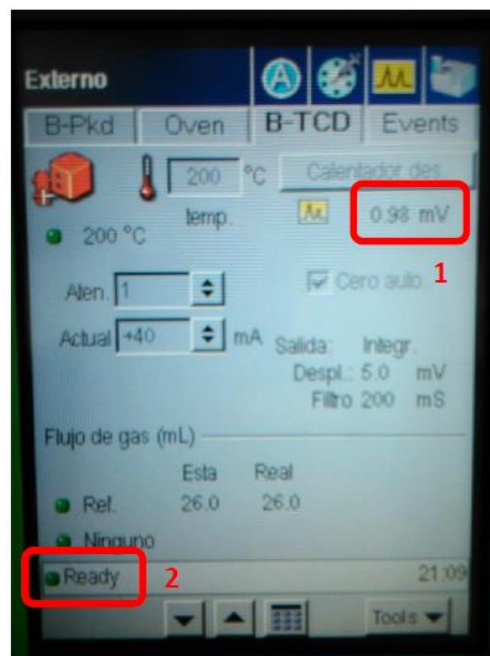 Externo
B-Pkd Oven B-TCD Events
200 °C Calentador des
temp. 0.98 mV
200 °C
1
Aten. 1 Cero auto.
Actual +40 mA
Salida: Integr.
Despl.: 5.0 mV
Filtro 200 mS
Flujo de gas (mL)
Esta Real
Ref. 26.0 26.0
Ninguno
Ready 2 21:09
Tools